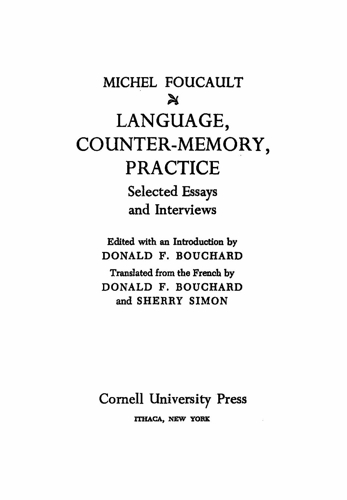 MICHEL FOUCAULT
LANGUAGE,
COUNTER-MEMORY,
PRACTICE
Selected Essays
and Interviews
Edited with an Introduction by
DONALD F. BOUCHARD
Translated from the French by
DONALD F. BOUCHARD
and SHERRY SIMON
Cornell University Press
ITHACA, NEW YORK